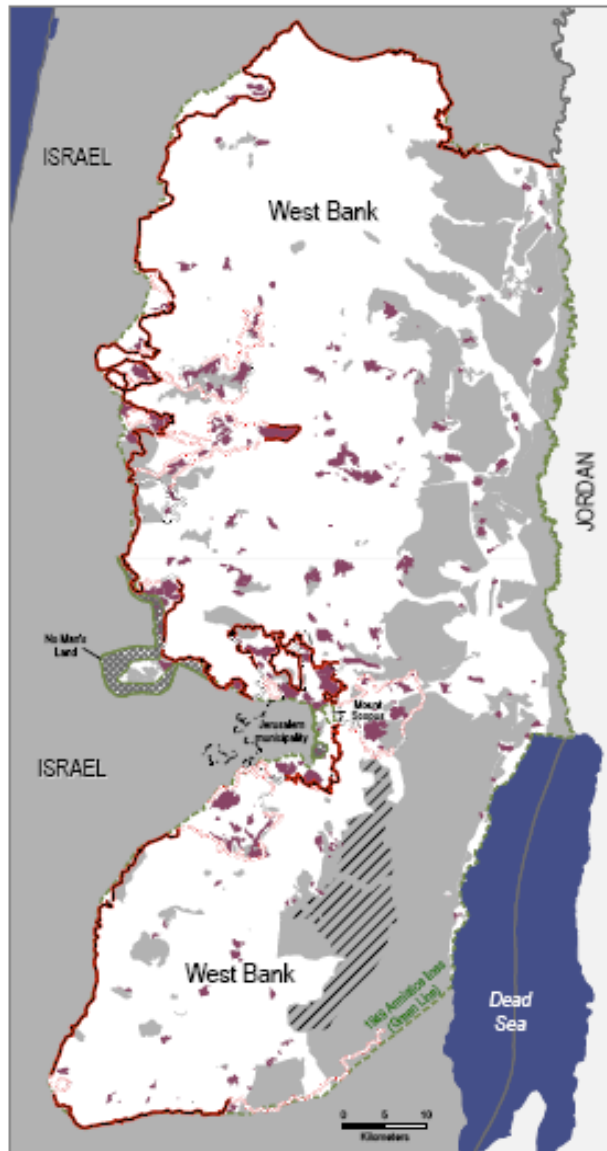 ISRAEL
West Bank
JORDAN
No Man's
Land
Mount
Scopus
Jerusalem
municipality
ISRAEL
1949 Armistice lines
(Green Line)
West Bank
Dead
Sea
0 5 10
Kilometers